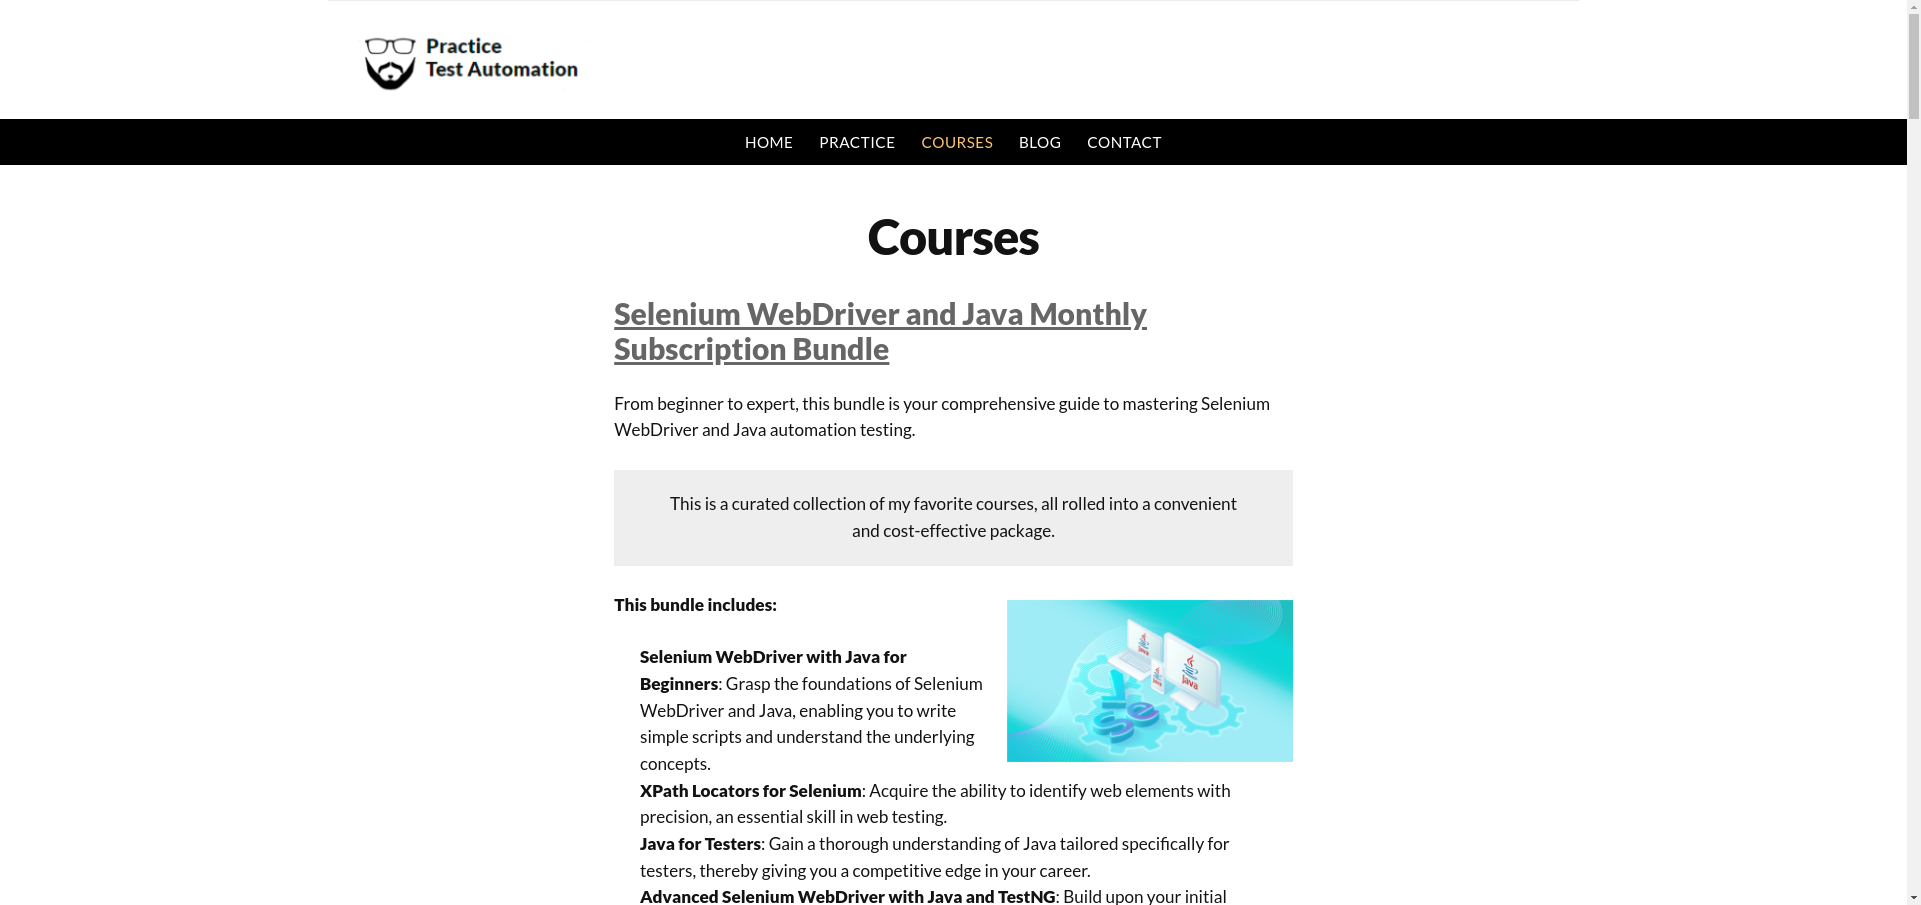 Practice
Test Automation
HOME PRACTICE COURSES BLOG CONTACT
Courses
Selenium WebDriver and Java Monthly
Subscription Bundle
From beginner to expert, this bundle is your comprehensive guide to mastering Selenium
WebDriver and Java automation testing.
This is a curated collection of my favorite courses, all rolled into a convenient
and cost-effective package.
This bundle includes:
Selenium WebDriver with Java for
Beginners: Grasp the foundations of Selenium
WebDriver and Java, enabling you to write
simple scripts and understand the underlying
concepts.
Java
Java
Java
Se
XPath Locators for Selenium: Acquire the ability to identify web elements with
precision, an essential skill in web testing.
Java for Testers: Gain a thorough understanding of Java tailored specifically for
testers, thereby giving you a competitive edge in your career.
Advanced Selenium WebDriver with Java and TestNG: Build upon your initial